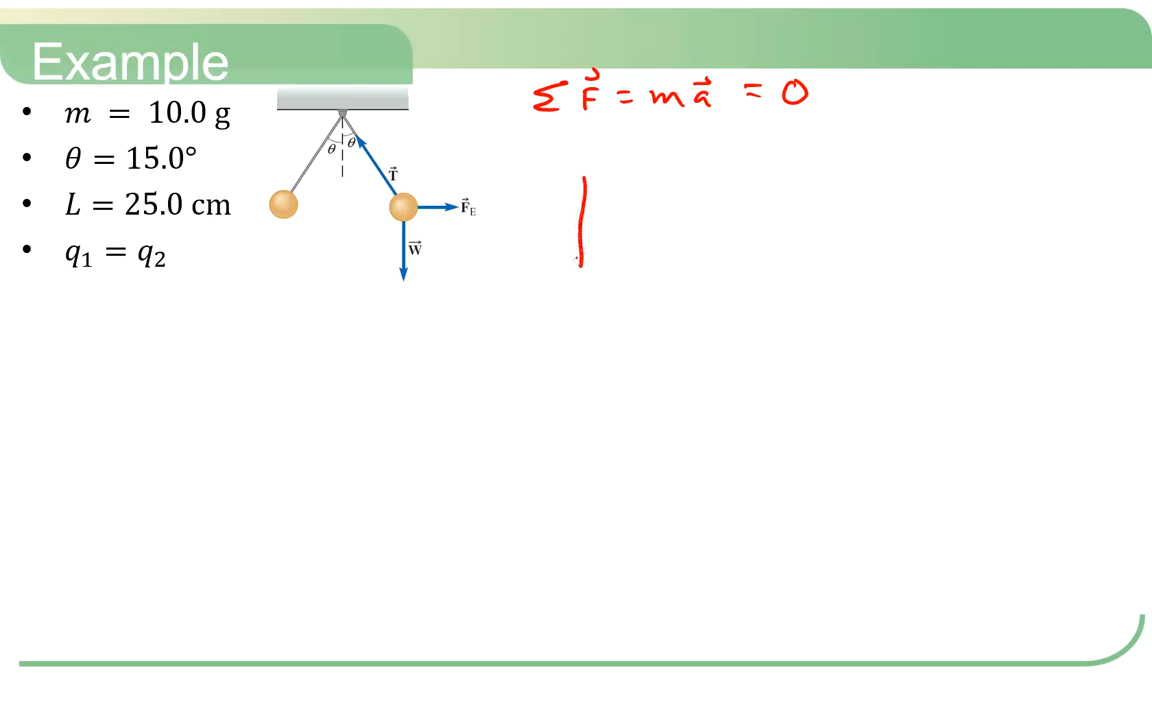 Example
• m = 10.0 g
• θ = 15.0°
• L = 25.0 cm
• q₁ = q₂
θ θ
T⃗
F⃗E
W⃗
Σ F⃗ = m a⃗ = 0